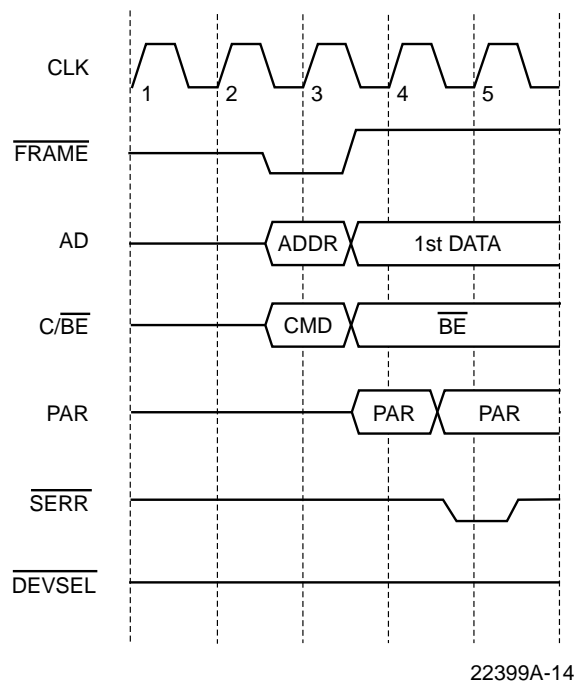 CLK
1 2 3 4 5
FRAME
AD
ADDR 1st DATA
C/BE
CMD BE
PAR
PAR PAR
SERR
DEVSEL
22399A-14